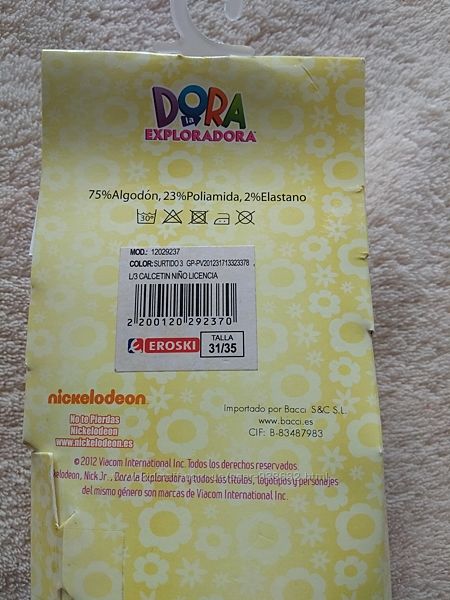 DORA
la
EXPLORADORA
75%Algodón, 23%Poliamida, 2%Elastano
30°
MOD.: 12029237
COLOR: SURTIDO 3 GP-PV201231713323378
L/3 CALCETIN NIÑO LICENCIA
2 200120 292370
EROSKI
TALLA
31/35
nickelodeon
No te Pierdas
Nickelodeon
www.nickelodeon.es
Importado por Bacci S&C S.L.
www.bacci.es
CIF: B-83487983
©2012 Viacom International Inc. Todos los derechos reservados.
kelodeon, Nick Jr., Dora la Exploradora y todos los títulos, logotipos y personajes
del mismo género son marcas de Viacom International Inc.